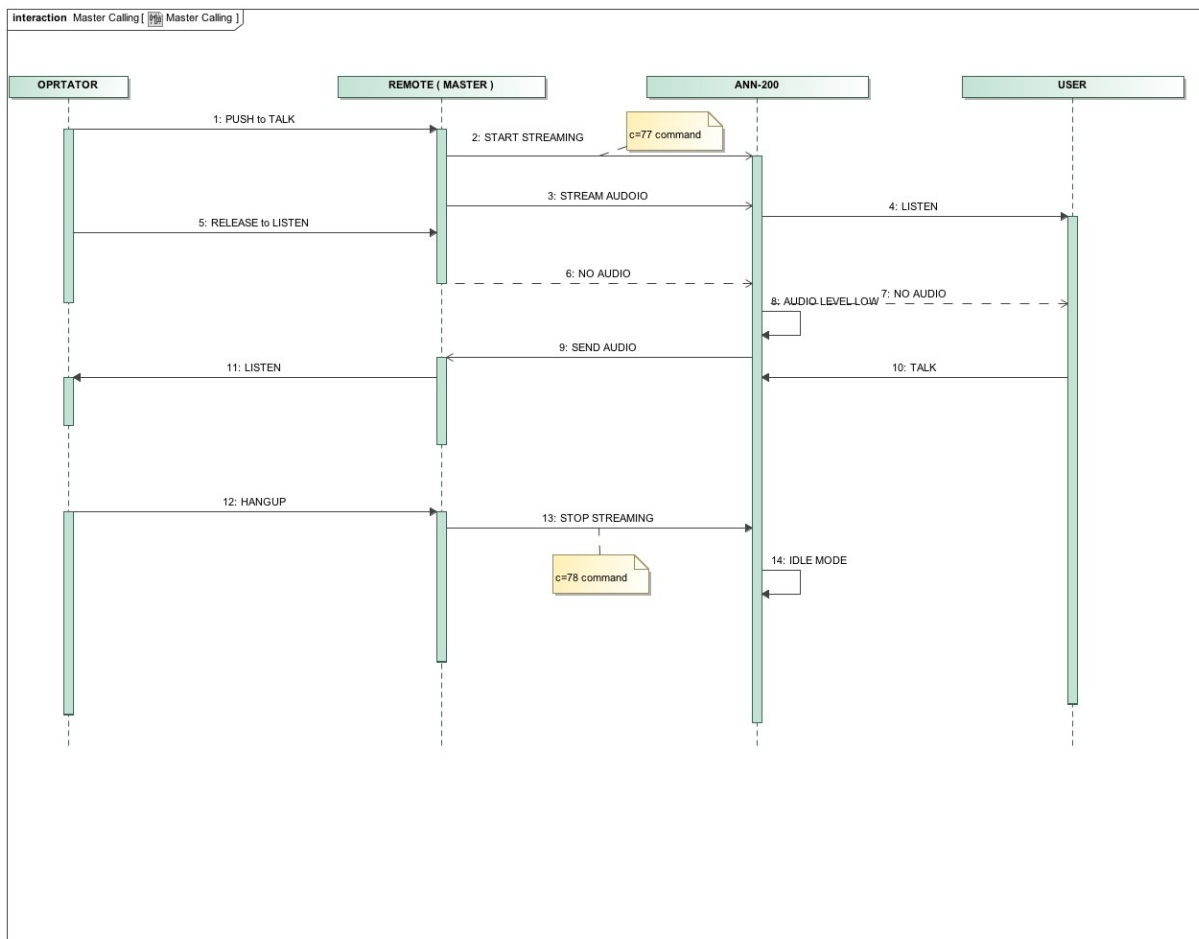 interaction Master Calling [ Master Calling ]
OPRTATOR
REMOTE ( MASTER )
ANN-200
USER
1: PUSH to TALK
c=77 command
2: START STREAMING
3: STREAM AUDOIO
4: LISTEN
5: RELEASE to LISTEN
6: NO AUDIO
7: NO AUDIO
8: AUDIO LEVEL LOW
9: SEND AUDIO
11: LISTEN
10: TALK
12: HANGUP
13: STOP STREAMING
14: IDLE MODE
c=78 command